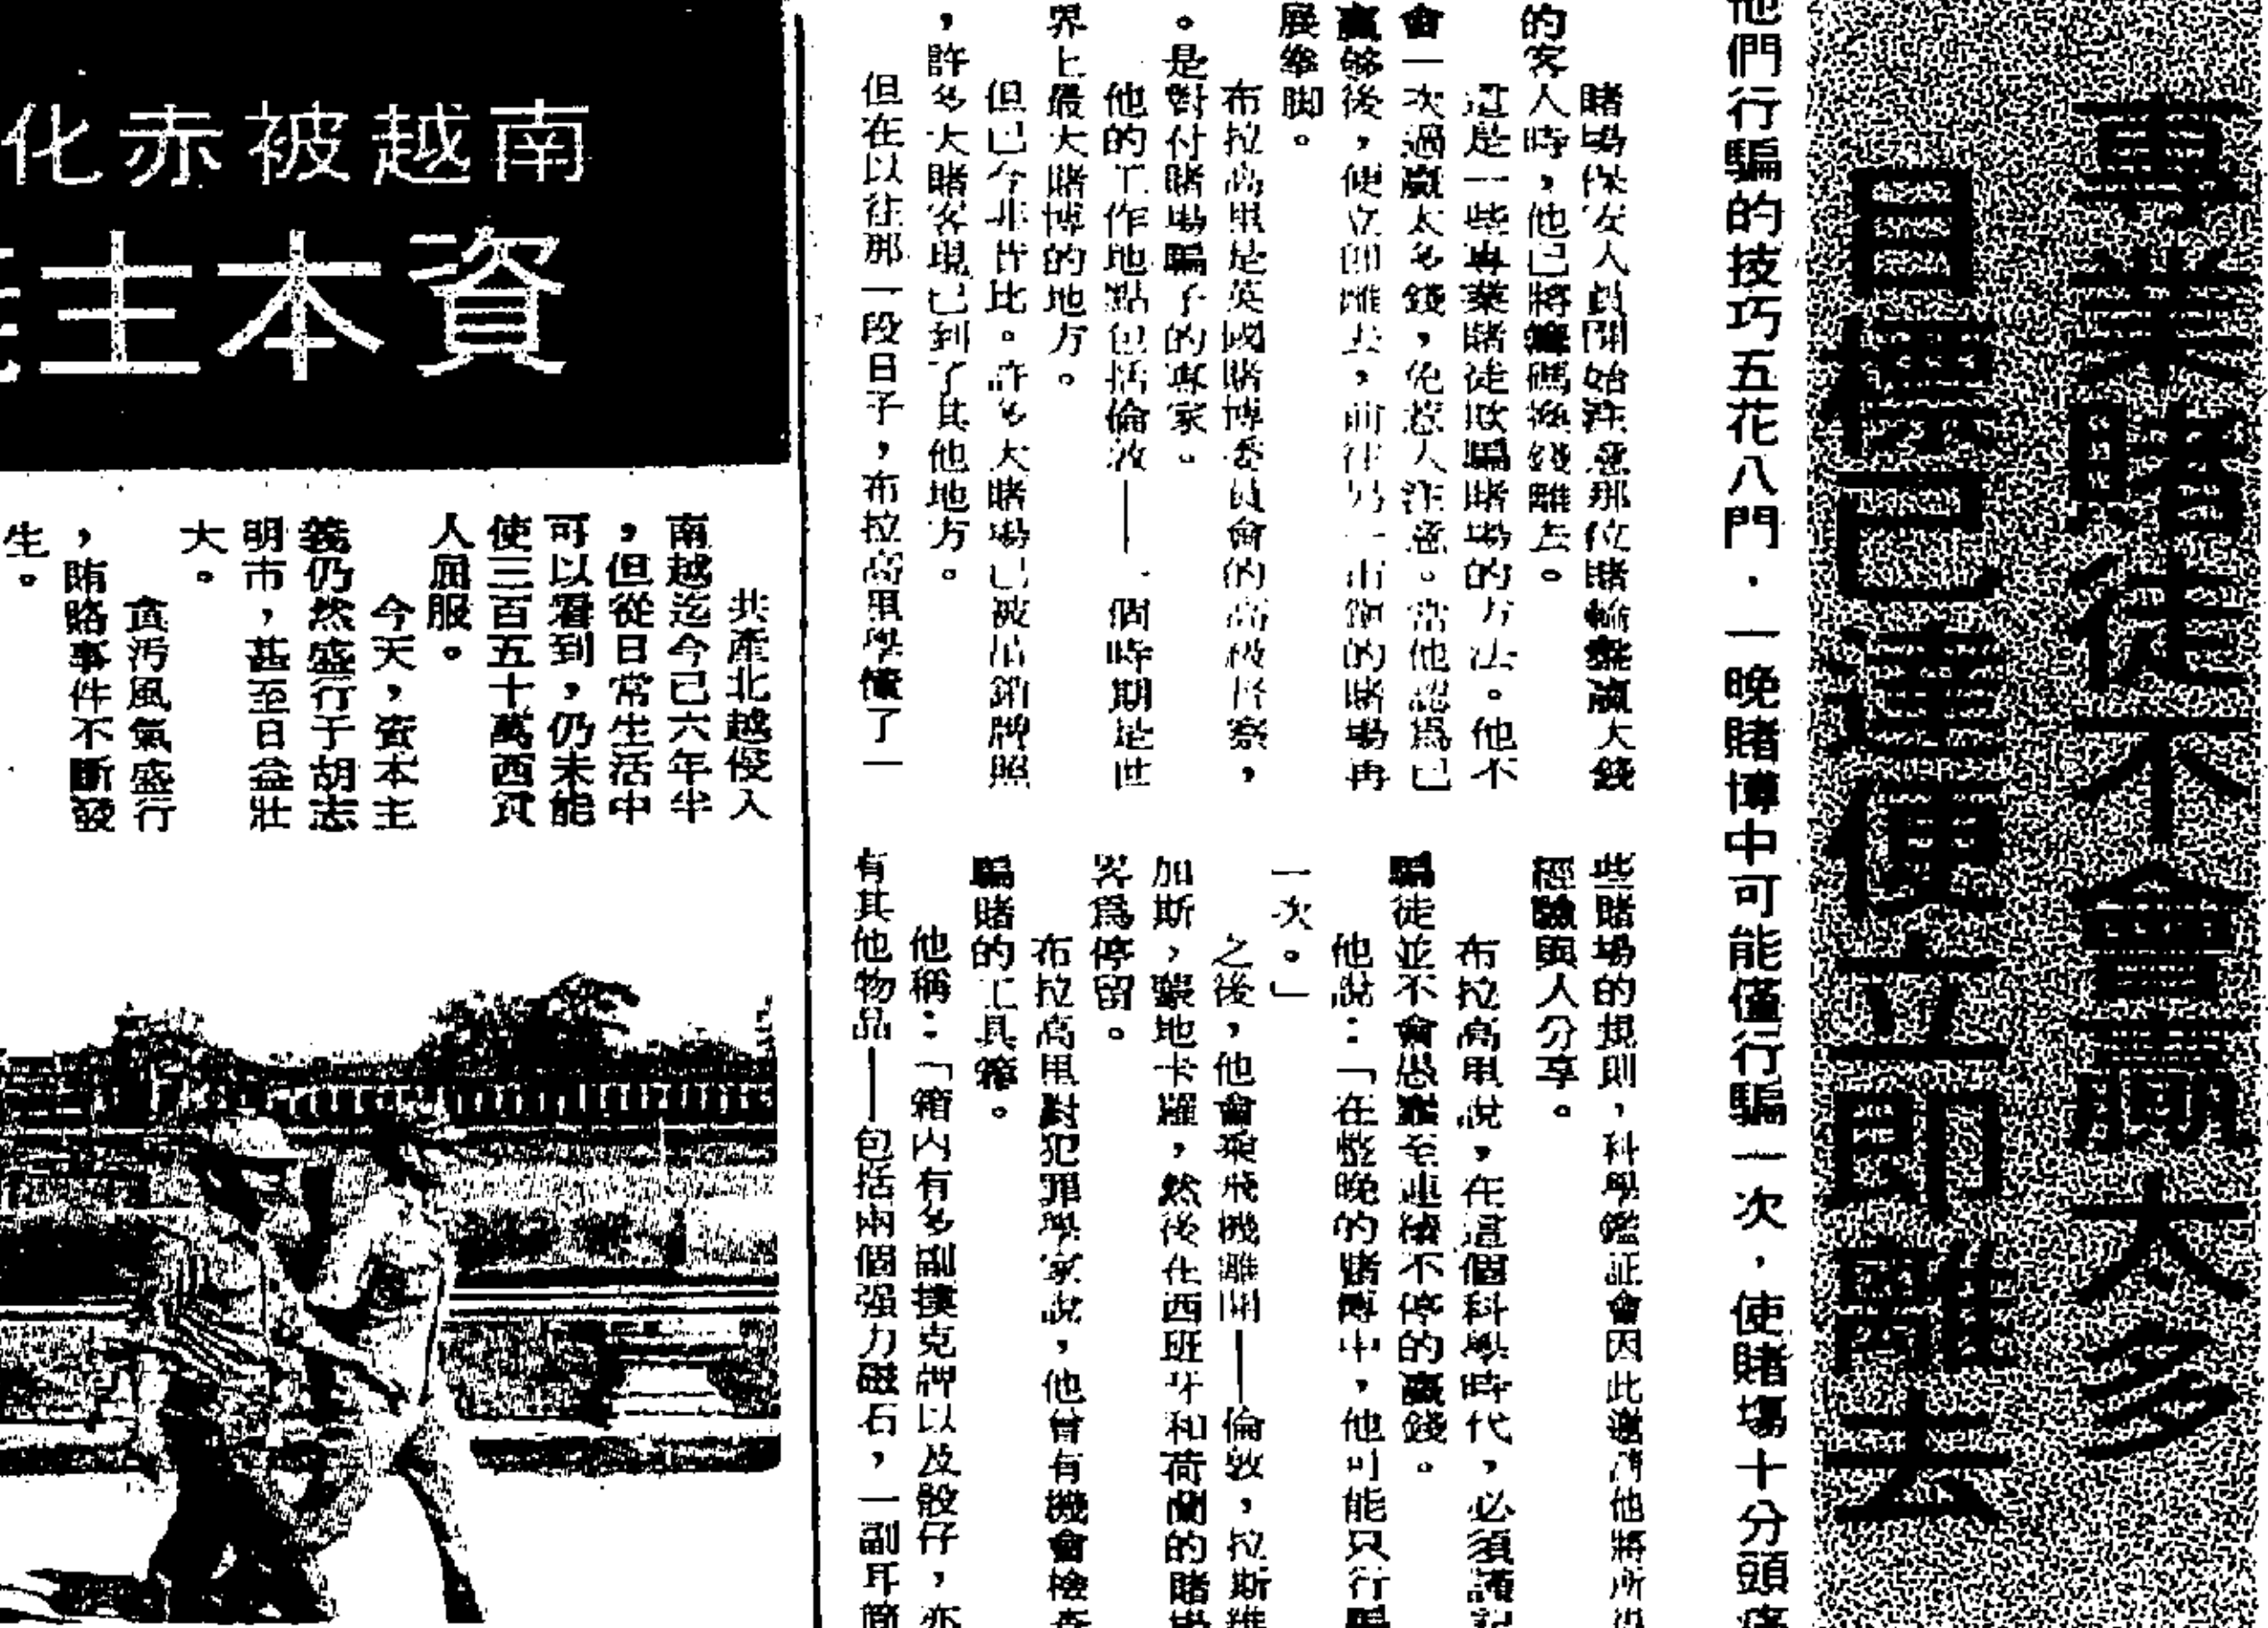 專業賭徒不會贏太多
目標已達便立即離去
他們行騙的技巧五花八門，一晚賭博中可能僅行騙一次，使賭場十分頭痛
賭場保安人員開始注意那位賭輪盤贏大錢
的客人時，他已將籌碼換錢離去。
這是一些專業賭徒欺騙賭場的方法。他不
會一次過贏太多錢，免惹人注意。當他認爲已
贏够後，便立即離去，前往另一市鎮的賭場再
展拳脚。
布拉高里是英國賭博委員會的高級督察，
。是對付賭場騙子的專家。
他的工作地點包括倫敦——一個時期是世
界上最大賭博的地方。
但已今非昔比。許多大賭場已被吊銷牌照
，許多大賭客現已到了其他地方。
但在以往那一段日子，布拉高里學懂了一
些賭場的規則，科學鑑証會因此邀請他將所得
經驗與人分享。
布拉高里說，在這個科學時代，必須謹記
騙徒並不會愚蠢至連續不停的贏錢。
他說：「在整晚的賭博中，他可能只行騙
一次。」
之後，他會乘飛機離開——倫敦，拉斯維
加斯，蒙地卡羅，然後在西班牙和荷蘭的賭場
畧爲停留。
布拉高里對犯罪學家說，他曾有機會檢查
騙賭的工具箱。
他稱：「箱內有多副撲克牌以及骰仔，亦
有其他物品——包括兩個强力磁石，一副耳筒
南越被赤化
資本主
共產北越侵入
南越迄今已六年半
，但從日常生活中
可以看到，仍未能
使三百五十萬西貢
人屈服。
今天，資本主
義仍然盛行于胡志
明市，甚至日益壯
大。
貪汚風氣盛行
，賄賂事件不斷發
生。